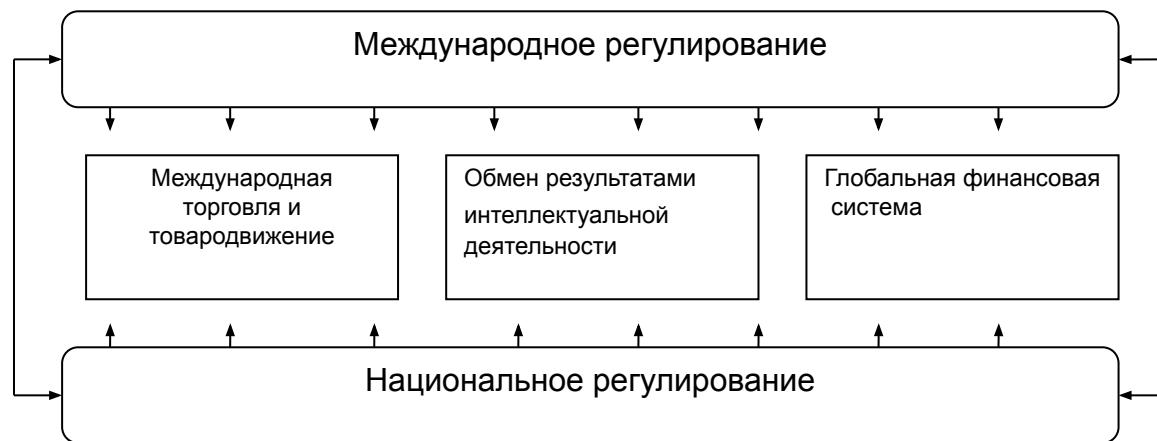 Международное регулирование
Международная
торговля и
товародвижение
Обмен результатами
интеллектуальной
деятельности
Глобальная финансовая
система
Национальное регулирование